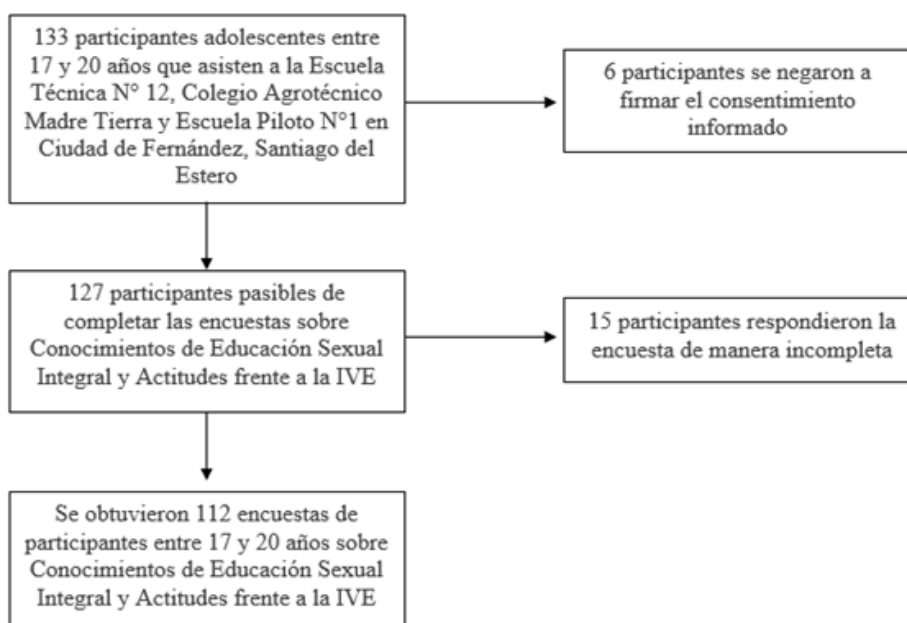 133 participantes adolescentes entre
17 y 20 años que asisten a la Escuela
Técnica N° 12, Colegio Agrotécnico
Madre Tierra y Escuela Piloto N°1 en
Ciudad de Fernández, Santiago del
Estero
6 participantes se negaron a
firmar el consentimiento
informado
127 participantes pasibles de
completar las encuestas sobre
Conocimientos de Educación Sexual
Integral y Actitudes frente a la IVE
15 participantes respondieron la
encuesta de manera incompleta
Se obtuvieron 112 encuestas de
participantes entre 17 y 20 años sobre
Conocimientos de Educación Sexual
Integral y Actitudes frente a la IVE